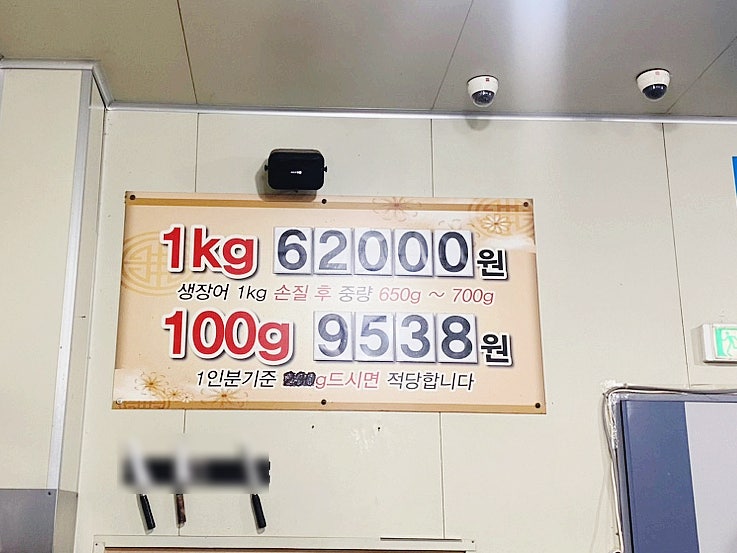 1kg 62000원
생장어 1kg 손질 후 중량 650g ~ 700g
100g 9538원
1인분기준 g드시면 적당합니다